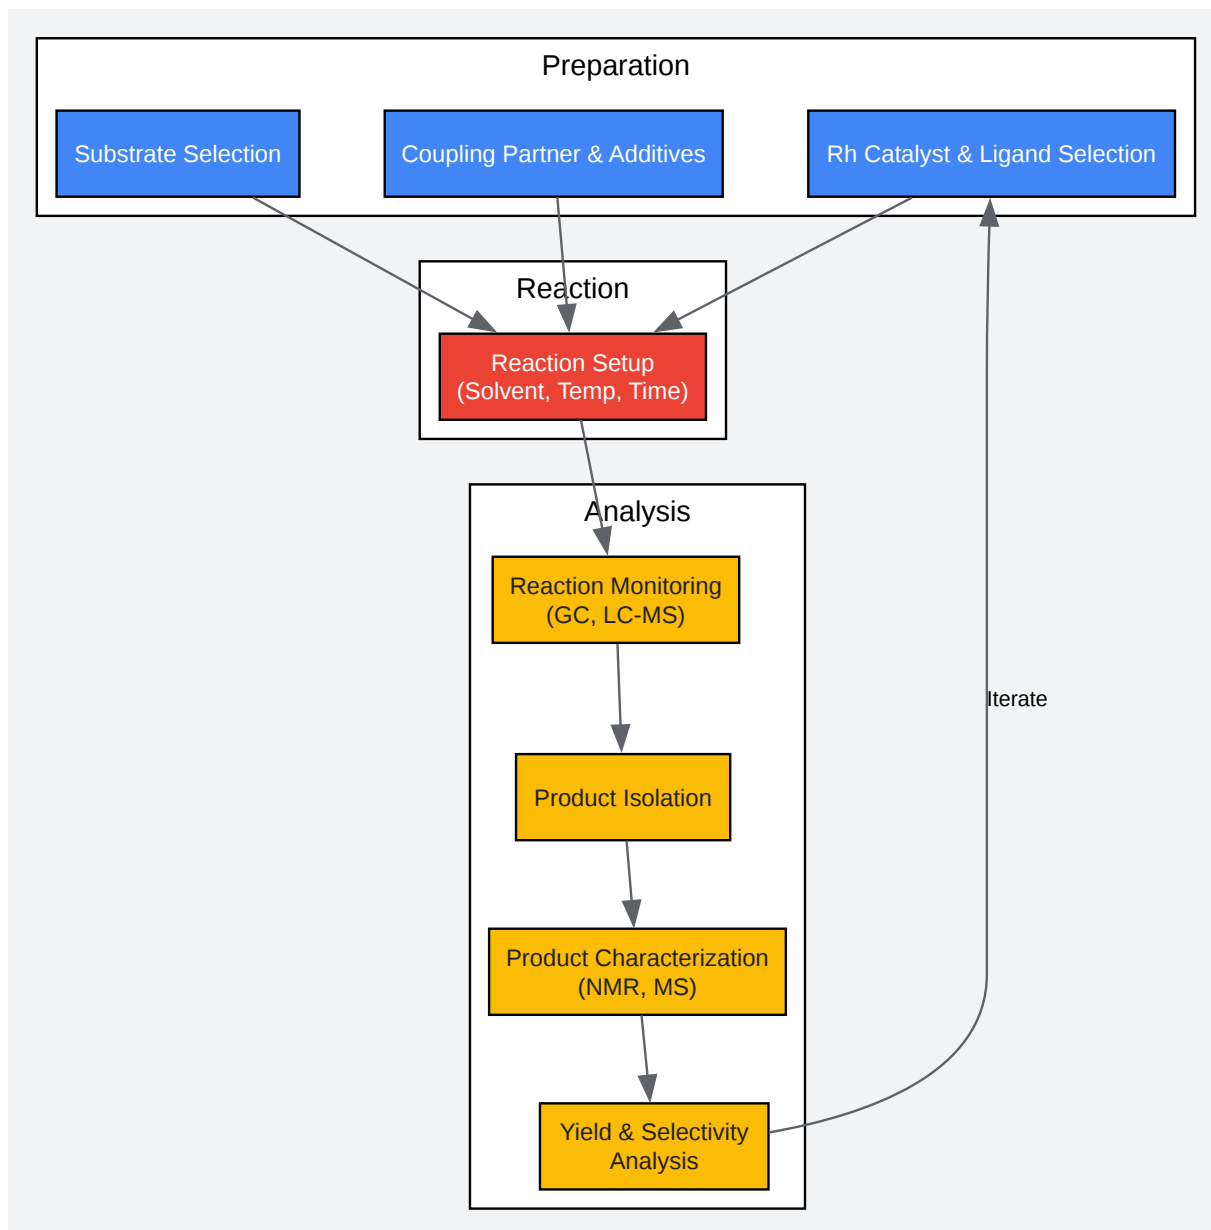 Preparation
Substrate Selection
Coupling Partner & Additives
Rh Catalyst & Ligand Selection
Reaction
Reaction Setup
(Solvent, Temp, Time)
Analysis
Reaction Monitoring
(GC, LC-MS)
Iterate
Product Isolation
Product Characterization
(NMR, MS)
Yield & Selectivity
Analysis